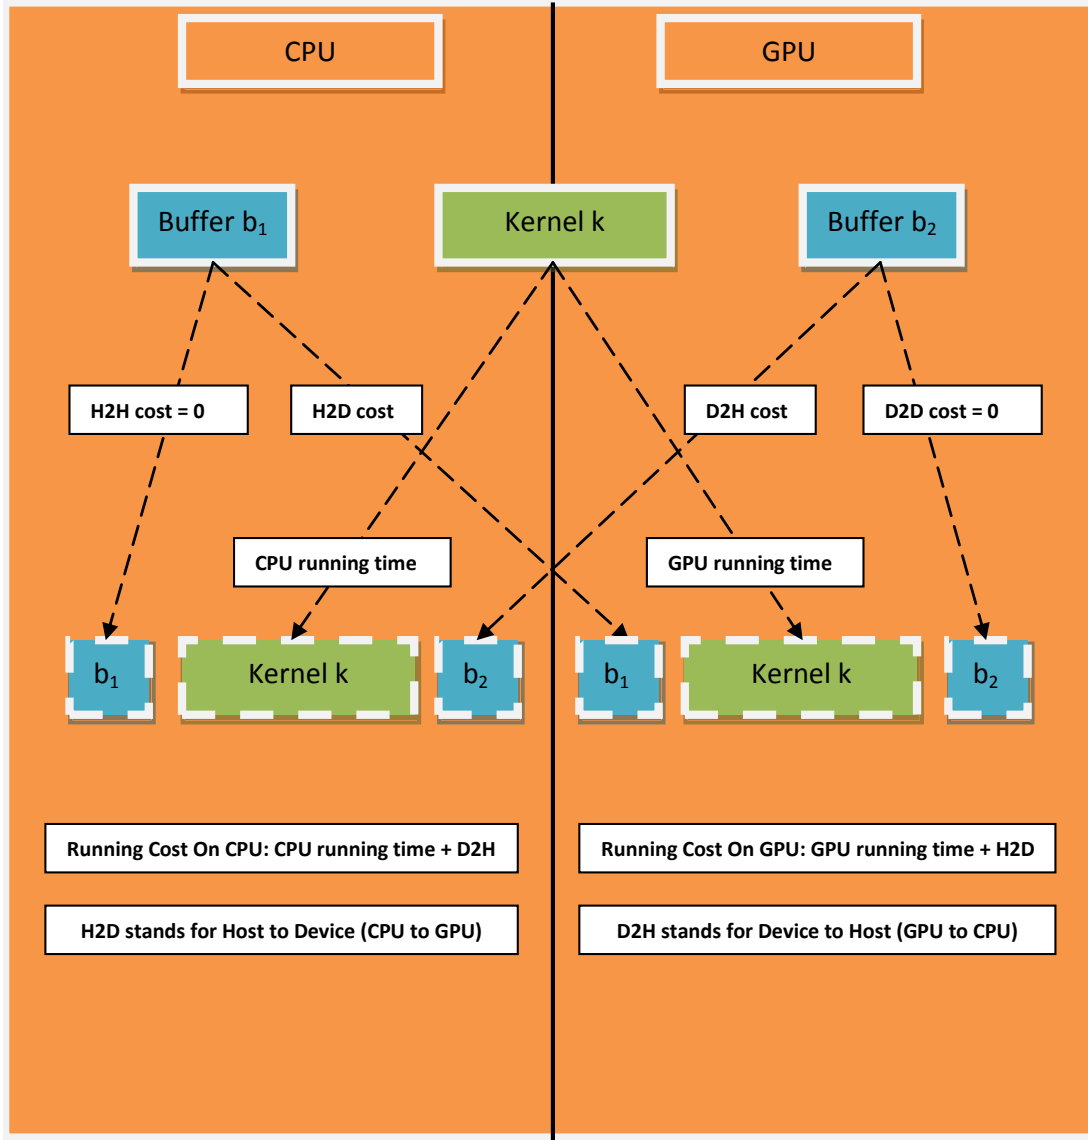 CPU
GPU
Buffer b₁
Kernel k
Buffer b₂
H2H cost = 0
H2D cost
D2H cost
D2D cost = 0
CPU running time
GPU running time
b₁
Kernel k
b₂
b₁
Kernel k
b₂
Running Cost On CPU: CPU running time + D2H
Running Cost On GPU: GPU running time + H2D
H2D stands for Host to Device (CPU to GPU)
D2H stands for Device to Host (GPU to CPU)